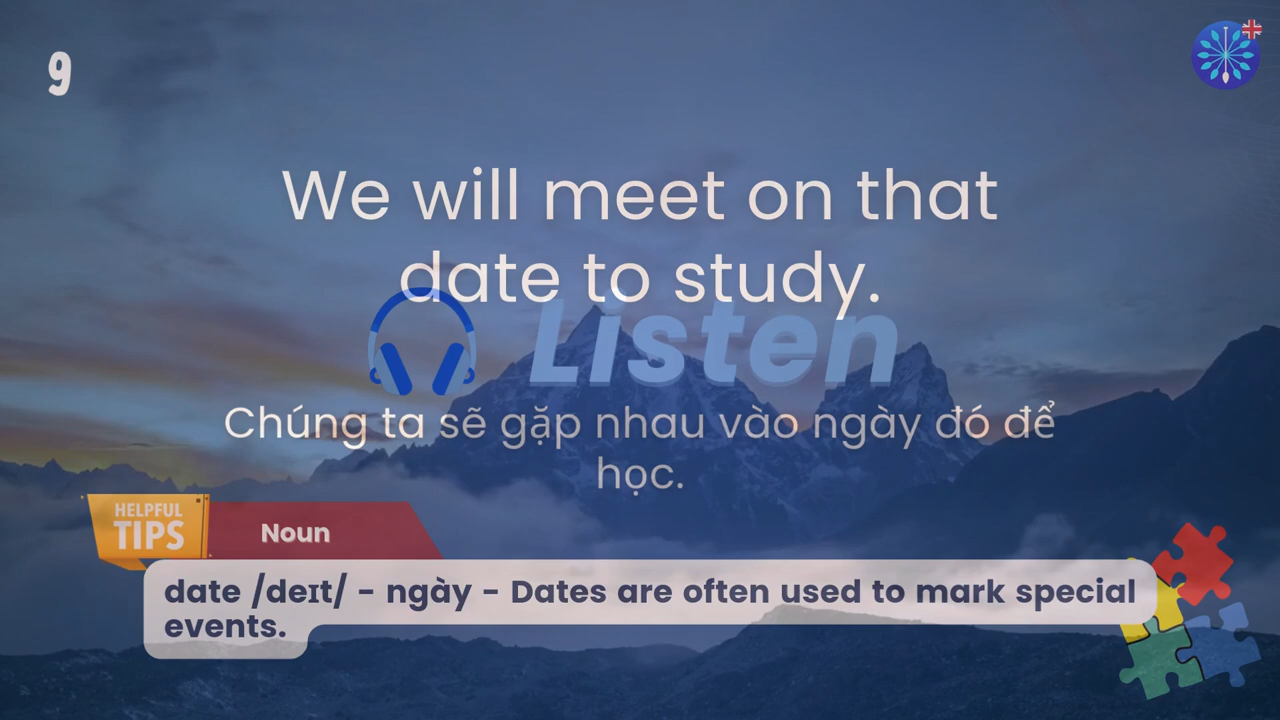 9
We will meet on that
date to study.
Listen
Chúng ta sẽ gặp nhau vào ngày đó để
học.
HELPFUL
TIPS
Noun
date /deɪt/ - ngày - Dates are often used to mark special
events.